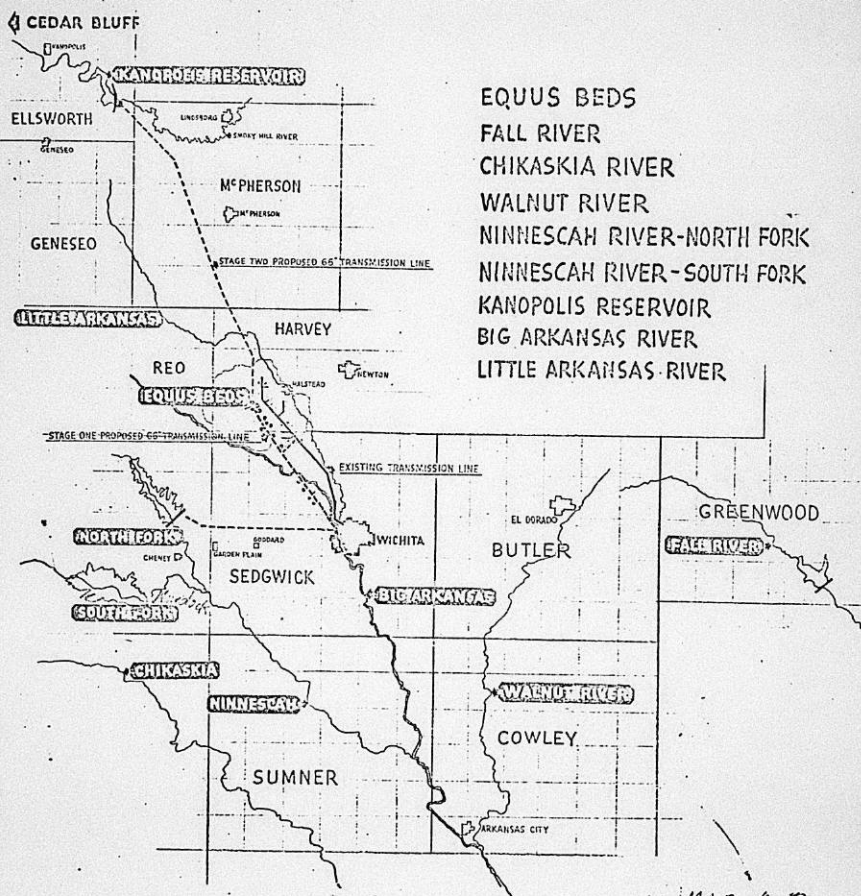 CEDAR BLUFF
KANOPOLIS
KANOPOLIS RESERVOIR
ELLSWORTH
LINDSBORG
SMOKY HILL RIVER
GENESEO
McPHERSON
McPHERSON
GENESEO
STAGE TWO PROPOSED 66" TRANSMISSION LINE
LITTLE ARKANSAS
HARVEY
REO
NEWTON
HALSTEAD
EQUUS BEDS
STAGE ONE PROPOSED 66" TRANSMISSION LINE
EXISTING TRANSMISSION LINE
EQUUS BEDS
FALL RIVER
CHIKASKIA RIVER
WALNUT RIVER
NINNESCAH RIVER-NORTH FORK
NINNESCAH RIVER-SOUTH FORK
KANOPOLIS RESERVOIR
BIG ARKANSAS RIVER
LITTLE ARKANSAS RIVER
NORTH FORK
CHENEY
GARDEN PLAIN
GODDARD
WICHITA
SEDGWICK
EL DORADO
BUTLER
GREENWOOD
FALL RIVER
SOUTH FORK
BIG ARKANSAS
CHIKASKIA
NINNESCAH
WALNUT RIVER
COWLEY
SUMNER
ARKANSAS CITY